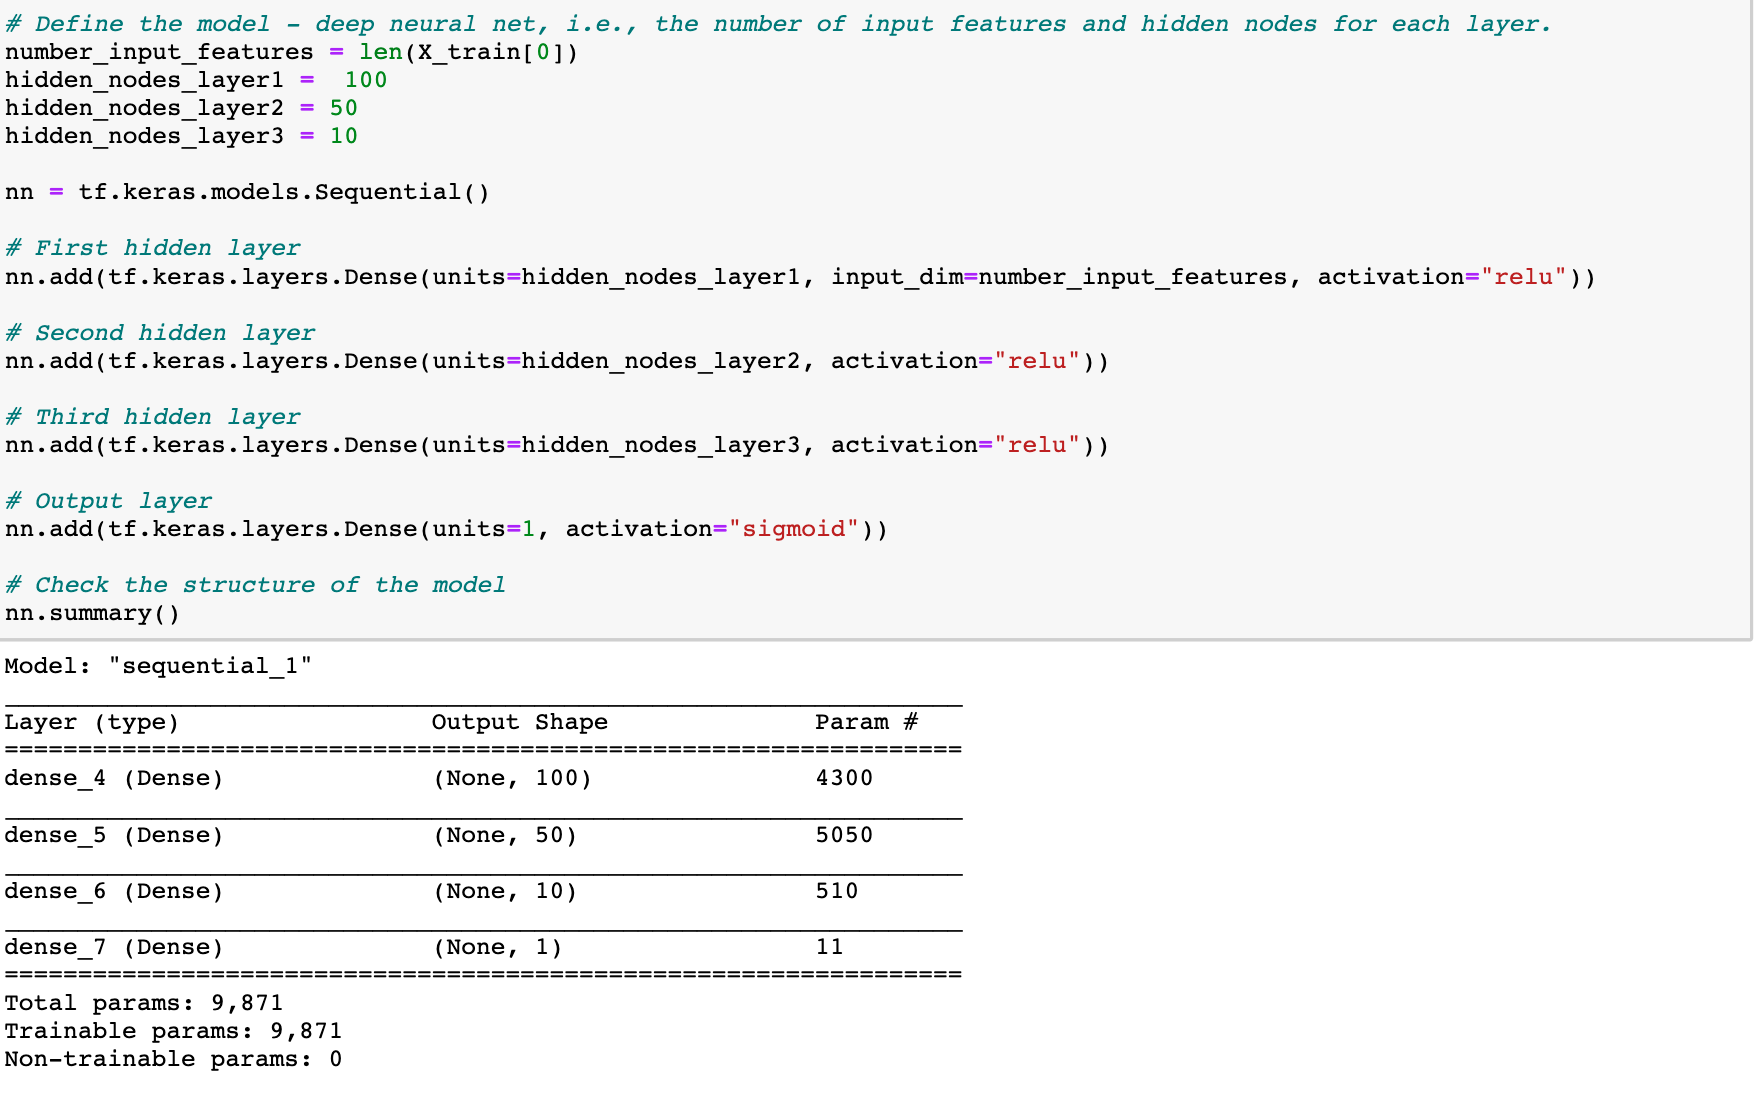 # Define the model - deep neural net, i.e., the number of input features and hidden nodes for each layer.
number_input_features = len(X_train[0])
hidden_nodes_layer1 =  100
hidden_nodes_layer2 = 50
hidden_nodes_layer3 = 10

nn = tf.keras.models.Sequential()

# First hidden layer
nn.add(tf.keras.layers.Dense(units=hidden_nodes_layer1, input_dim=number_input_features, activation="relu"))

# Second hidden layer
nn.add(tf.keras.layers.Dense(units=hidden_nodes_layer2, activation="relu"))

# Third hidden layer
nn.add(tf.keras.layers.Dense(units=hidden_nodes_layer3, activation="relu"))

# Output layer
nn.add(tf.keras.layers.Dense(units=1, activation="sigmoid"))

# Check the structure of the model
nn.summary()
Model: "sequential_1"
_________________________________________________________________
Layer (type)                 Output Shape              Param #
=================================================================
dense_4 (Dense)              (None, 100)               4300
_________________________________________________________________
dense_5 (Dense)              (None, 50)                5050
_________________________________________________________________
dense_6 (Dense)              (None, 10)                510
_________________________________________________________________
dense_7 (Dense)              (None, 1)                 11
=================================================================
Total params: 9,871
Trainable params: 9,871
Non-trainable params: 0